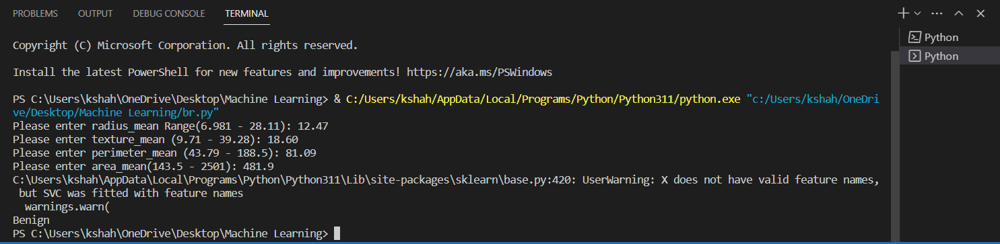 PROBLEMS OUTPUT DEBUG CONSOLE TERMINAL
Python
Python
Copyright (C) Microsoft Corporation. All rights reserved.
Install the latest PowerShell for new features and improvements! https://aka.ms/PSWindows
PS C:\Users\kshah\OneDrive\Desktop\Machine Learning> & C:/Users/kshah/AppData/Local/Programs/Python/Python311/python.exe "c:/Users/kshah/OneDri
ve/Desktop/Machine Learning/br.py"
Please enter radius_mean Range(6.981 - 28.11): 12.47
Please enter texture_mean (9.71 - 39.28): 18.60
Please enter perimeter_mean (43.79 - 188.5): 81.09
Please enter area_mean(143.5 - 2501): 481.9
C:\Users\kshah\AppData\Local\Programs\Python\Python311\Lib\site-packages\sklearn\base.py:420: UserWarning: X does not have valid feature names,
 but SVC was fitted with feature names
  warnings.warn(
Benign
PS C:\Users\kshah\OneDrive\Desktop\Machine Learning>